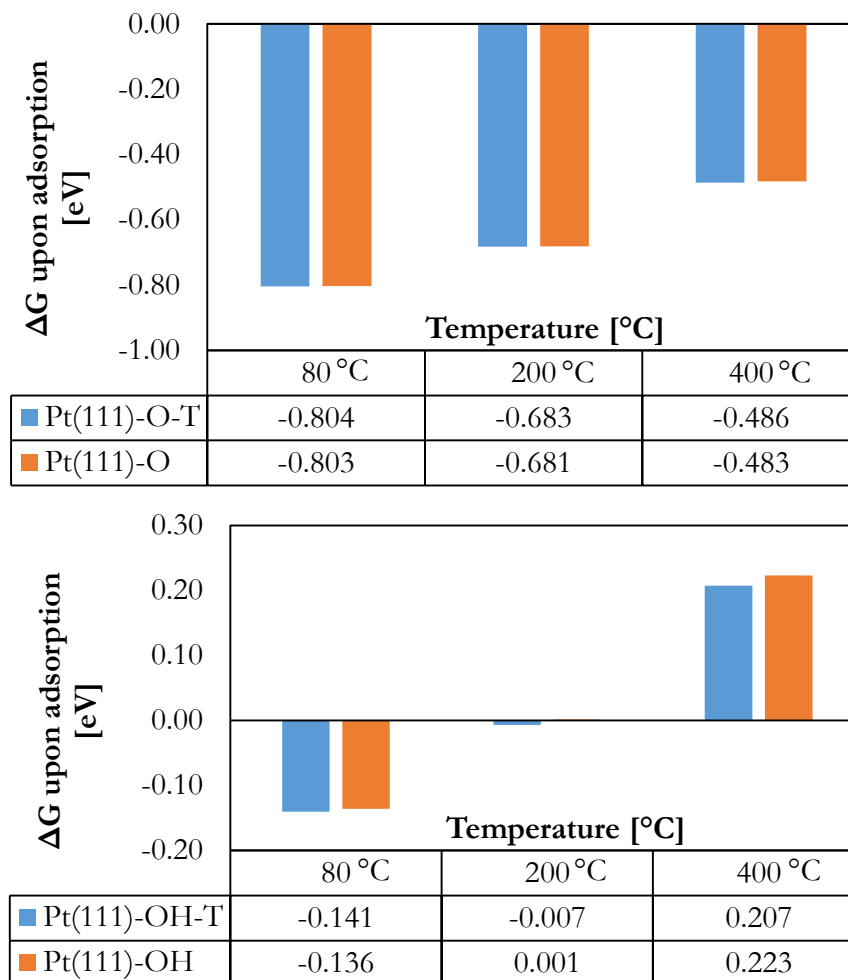 ΔG upon adsorption
[eV]
0.00
-0.20
-0.40
-0.60
-0.80
-1.00
Temperature [°C]
80 °C 200 °C 400 °C
Pt(111)-O-T -0.804 -0.683 -0.486
Pt(111)-O -0.803 -0.681 -0.483
ΔG upon adsorption
[eV]
0.30
0.20
0.10
0.00
-0.10
-0.20
Temperature [°C]
80 °C 200 °C 400 °C
Pt(111)-OH-T -0.141 -0.007 0.207
Pt(111)-OH -0.136 0.001 0.223